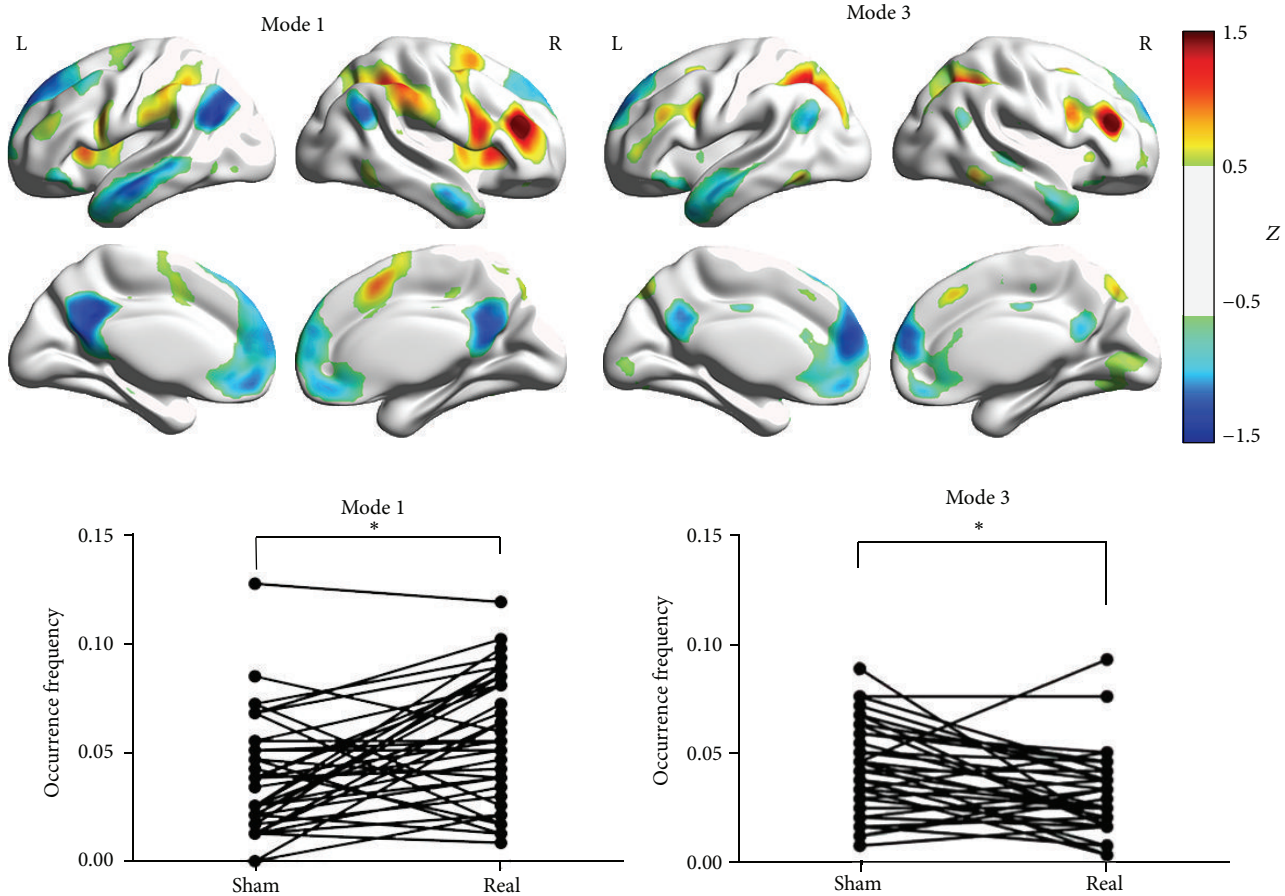 Mode 1
Mode 3
L
R
L
R
1.5
0.5
Z
−0.5
−1.5
Mode 1
*
0.15
0.10
0.05
0.00
Occurrence frequency
Sham
Real
Mode 3
*
0.15
0.10
0.05
0.00
Occurrence frequency
Sham
Real